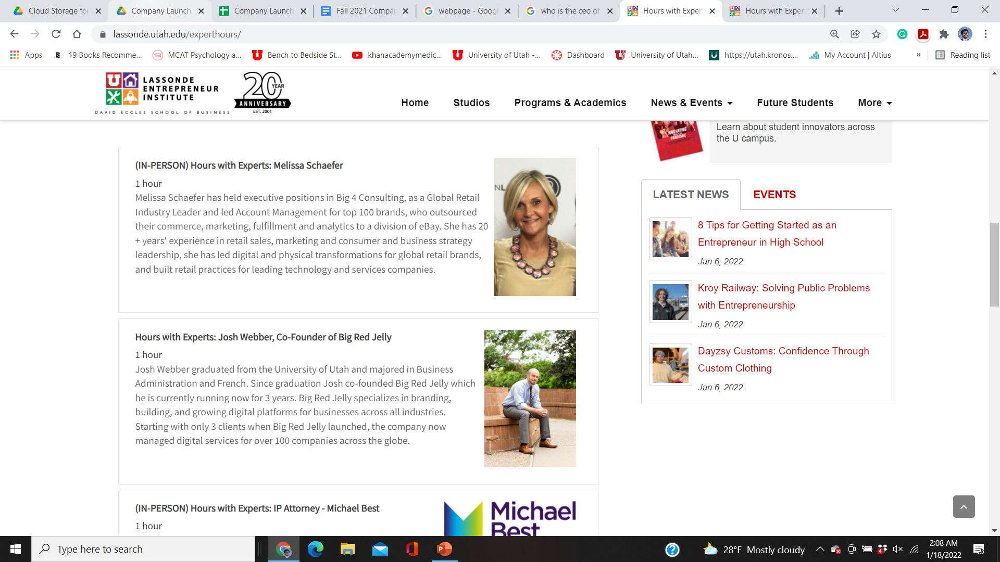 Cloud Storage for
Company Launch
Company Launch
Fall 2021 Compan
webpage - Googl
who is the ceo of
Hours with Expert
Hours with Expert
lassonde.utah.edu/experthours/
Apps
19 Books Recomme...
MCAT Psychology a...
Bench to Bedside St...
khanacademymedic...
University of Utah -...
Dashboard
University of Utah...
https://utah.kronos....
My Account | Altius
»
Reading list
LASSONDE
ENTREPRENEUR
INSTITUTE
DAVID ECCLES SCHOOL OF BUSINESS
20 YEAR
ANNIVERSARY
EST. 2001
Home
Studios
Programs & Academics
News & Events
Future Students
More
INNOVATING
PANDEMIC
Learn about student innovators across
the U campus.
(IN-PERSON) Hours with Experts: Melissa Schaefer
1 hour
Melissa Schaefer has held executive positions in Big 4 Consulting, as a Global Retail
Industry Leader and led Account Management for top 100 brands, who outsourced
their commerce, marketing, fulfillment and analytics to a division of eBay. She has 20
+ years' experience in retail sales, marketing and consumer and business strategy
leadership, she has led digital and physical transformations for global retail brands,
and built retail practices for leading technology and services companies.
Hours with Experts: Josh Webber, Co-Founder of Big Red Jelly
1 hour
Josh Webber graduated from the University of Utah and majored in Business
Administration and French. Since graduation Josh co-founded Big Red Jelly which
he is currently running now for 3 years. Big Red Jelly specializes in branding,
building, and growing digital platforms for businesses across all industries.
Starting with only 3 clients when Big Red Jelly launched, the company now
managed digital services for over 100 companies across the globe.
(IN-PERSON) Hours with Experts: IP Attorney - Michael Best
1 hour
Michael
Best
LATEST NEWS
EVENTS
8 Tips for Getting Started as an
Entrepreneur in High School
Jan 6, 2022
Kroy Railway: Solving Public Problems
with Entrepreneurship
Jan 6, 2022
Dayzsy Customs: Confidence Through
Custom Clothing
Jan 6, 2022
Type here to search
28°F Mostly cloudy
2:08 AM
1/18/2022